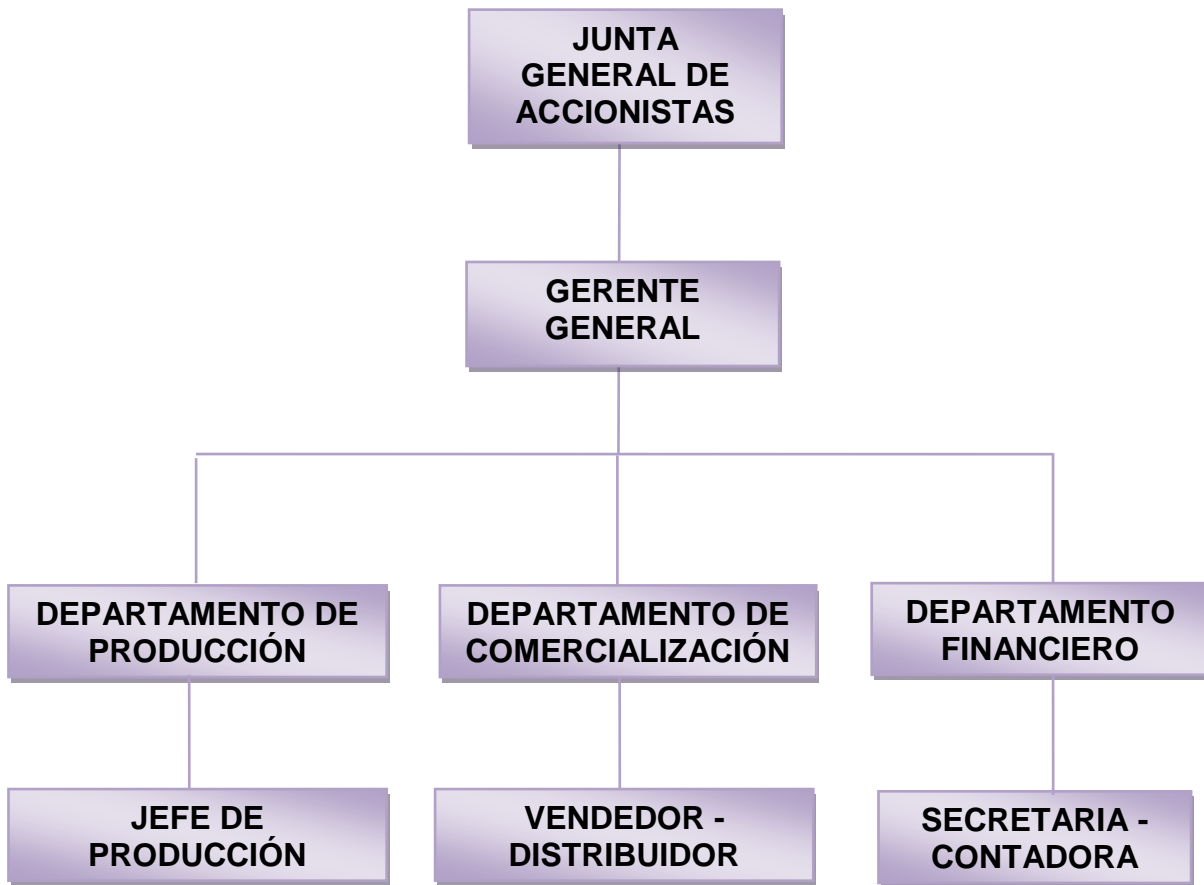 JUNTA
GENERAL DE
ACCIONISTAS
GERENTE
GENERAL
DEPARTAMENTO DE
PRODUCCIÓN
DEPARTAMENTO DE
COMERCIALIZACIÓN
DEPARTAMENTO
FINANCIERO
JEFE DE
PRODUCCIÓN
VENDEDOR -
DISTRIBUIDOR
SECRETARIA -
CONTADORA